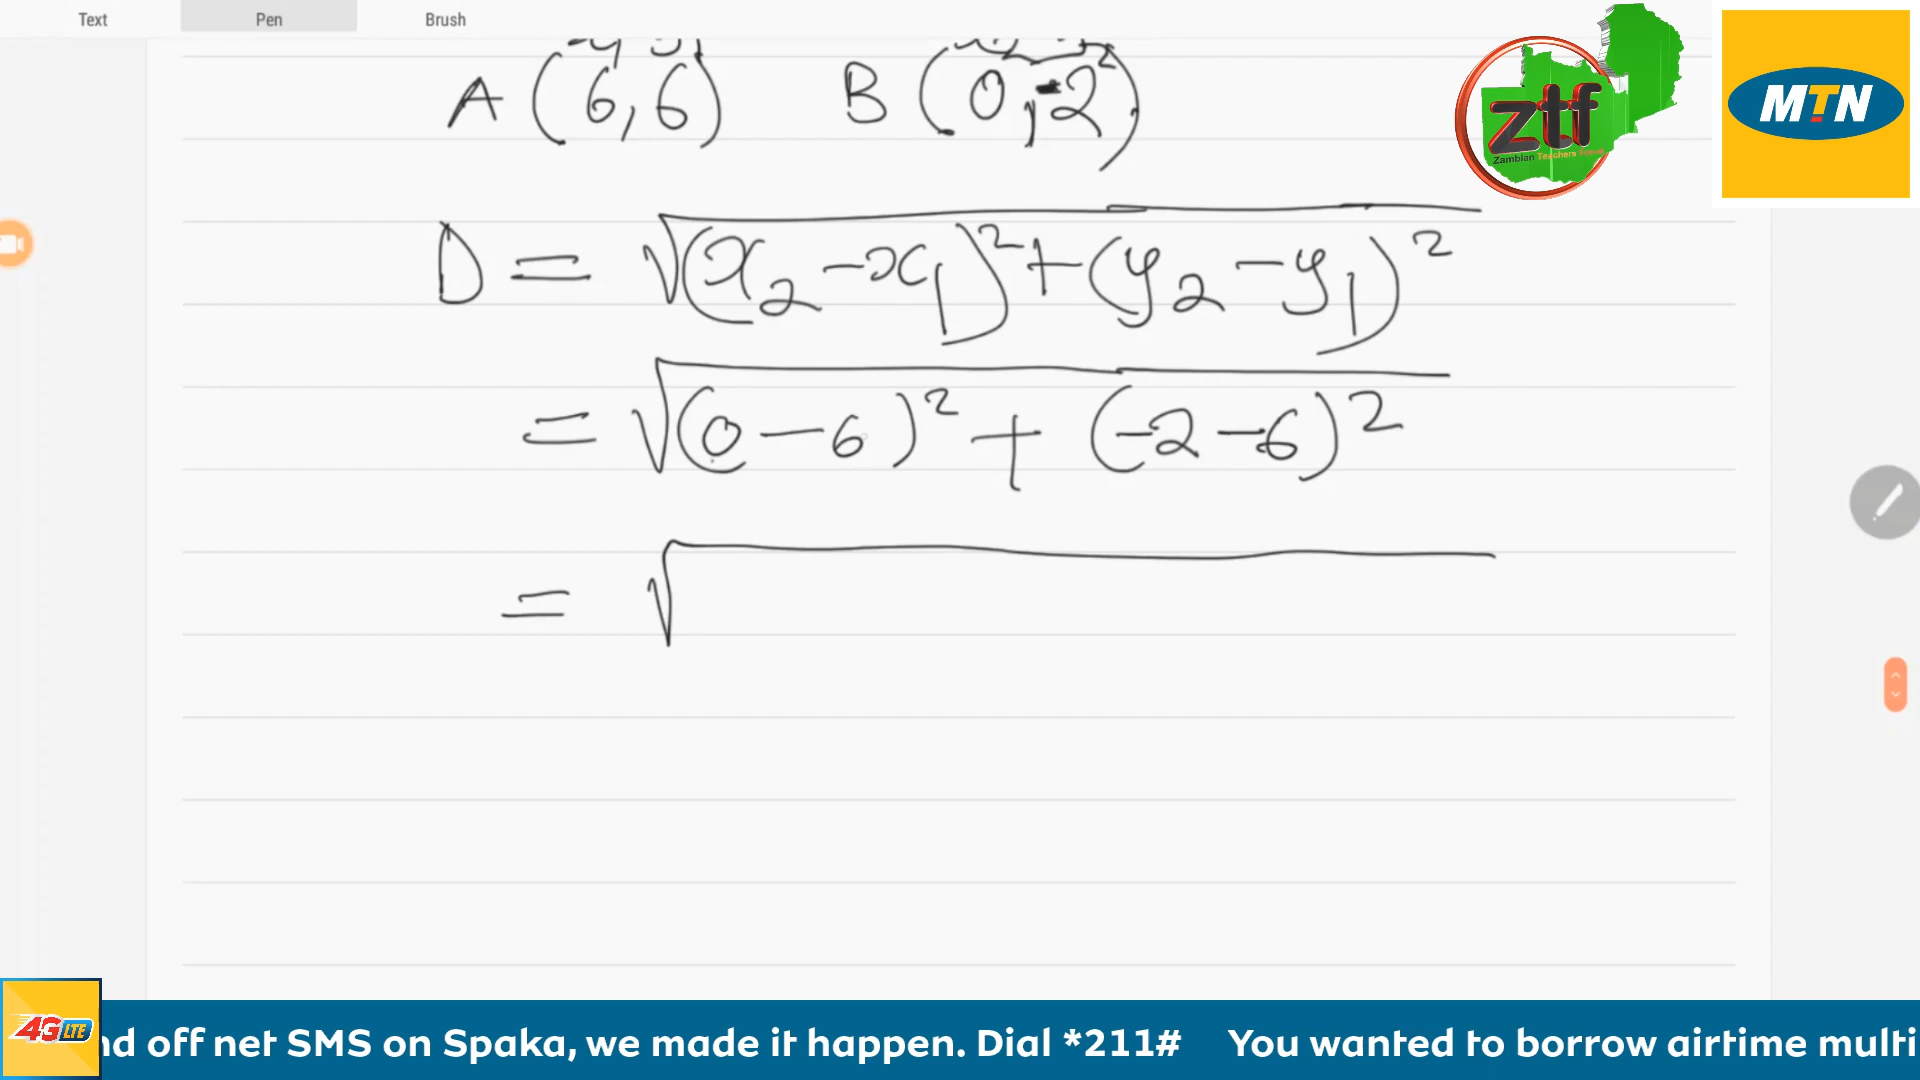 Text Pen Brush
A (6,6) B (0,-2)
D = √(x₂-x₁)²+(y₂-y₁)²
= √(0-6)² + (-2-6)²
= √
ztf
Zambian Teachers Focus
MTN
4G LTE
nd off net SMS on Spaka, we made it happen. Dial *211# You wanted to borrow airtime multi